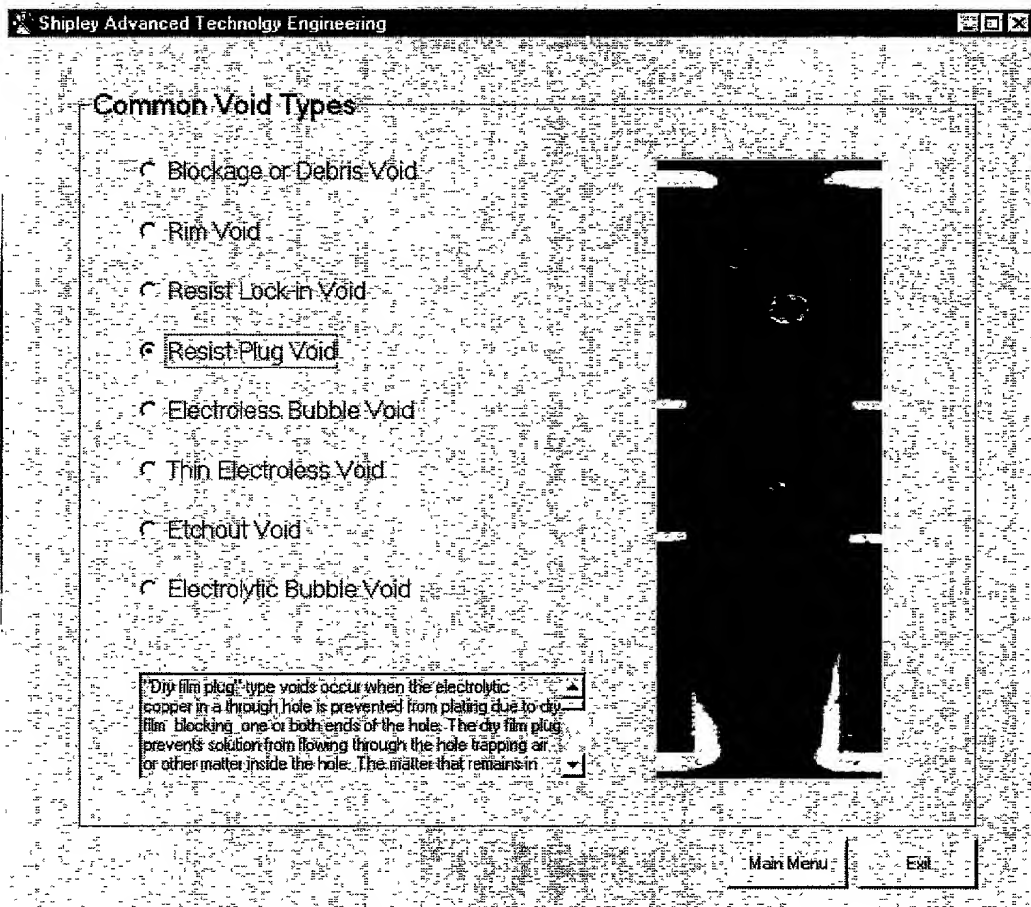 Shipley Advanced Technolgy Engineering
Common Void Types
Blockage or Debris Void
Rim Void
Resist Lock-in Void
Resist Plug Void
Electroless Bubble Void
Thin Electroless Void
Etchout Void
Electrolytic Bubble Void
"Dry film plug" type voids occur when the electrolytic
copper in a through hole is prevented from plating due to dry
film blocking one or both ends of the hole. The dry film plug
prevents solution from flowing through the hole trapping air
or other matter inside the hole. The matter that remains in
Main Menu
Exit